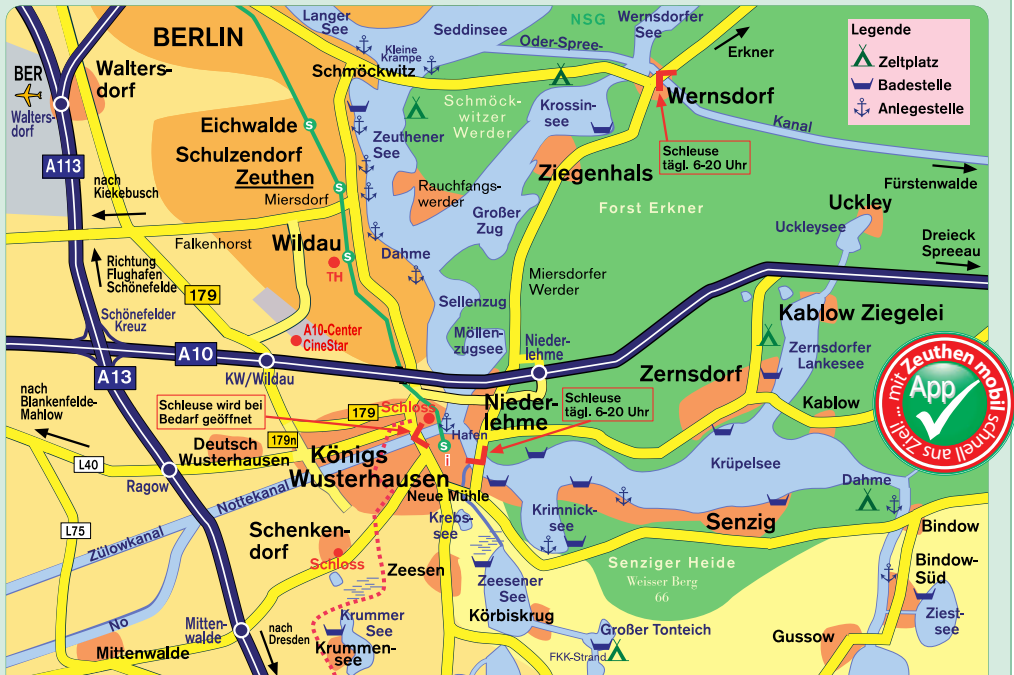 Langer
See
Seddinsee
NSG
Wernsdorfer
See
Legende
Zeltplatz
Badestelle
Anlegestelle
BERLIN
Kleine
Krampe
Oder-Spree-
Erkner
Schmöckwitz
BER
Walters-
dorf
Walters-
dorf
Wernsdorf
Schmöck-
witzer
Werder
Krossin-
see
Kanal
Eichwalde
S
Zeuthener
See
Schleuse
tägl. 6-20 Uhr
Schulzendorf
Zeuthen
S
Miersdorf
A113
nach
Kiekebusch
Ziegenhals
Fürstenwalde
Rauchfangs-
werder
Großer
Zug
Forst Erkner
Uckley
Uckleysee
Falkenhorst
Wildau
S
TH
Dahme
Dreieck
Spreeau
Richtung
Flughafen
Schönefelde
179
Miersdorfer
Werder
Sellenzug
Schönefelder
Kreuz
A10-Center
CineStar
Möllen-
zugsee
Nieder-
lehme
Kablow Ziegelei
Zernsdorfer
Lankesee
A10
A13
KW/Wildau
Zernsdorf
... mit Zeuthen mobil schnell ans Ziel!
App
nach
Blankenfelde-
Mahlow
Schleuse wird bei
Bedarf geöffnet
179
Schloss
Nieder-
lehme
Schleuse
tägl. 6-20 Uhr
Kablow
Hafen
S
179n
Deutsch
Wusterhausen
Königs
Wusterhausen
L40
Ragow
Krüpelsee
Dahme
Nottekanal
Neue Mühle
Krebs-
see
Krimnick-
see
Senzig
Bindow
L75
Zülowkanal
Schenken-
dorf
Schloss
Zeesen
Senziger Heide
Weisser Berg
66
Bindow-
Süd
Zeesener
See
Körbiskrug
Ziest-
see
No
Mitten-
walde
nach
Dresden
Krummer
See
Großer Tonteich
Gussow
Mittenwalde
Krummen-
see
FKK-Strand